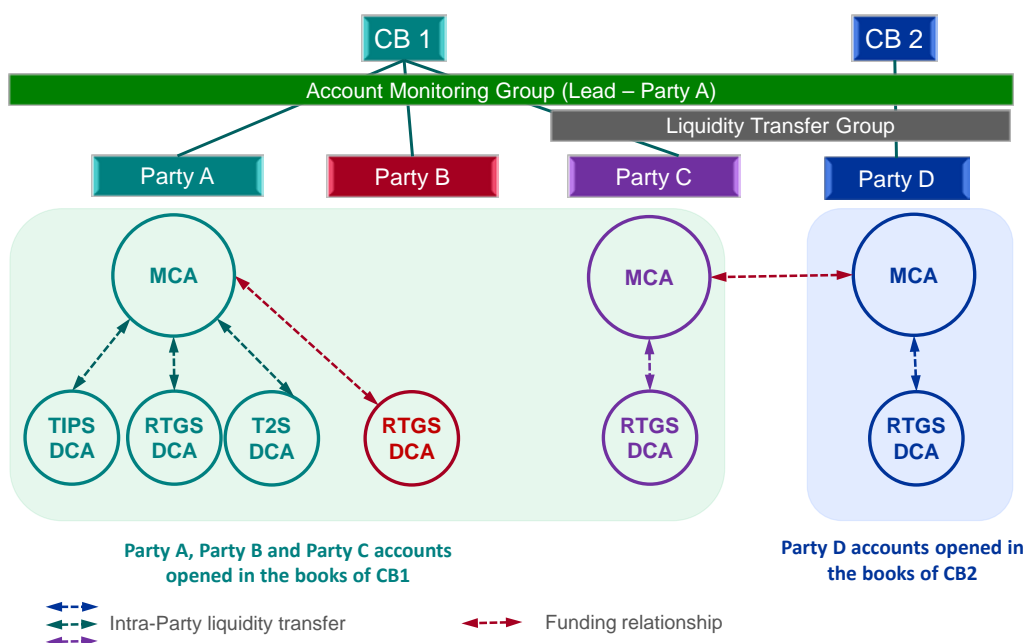 CB 1
CB 2
Account Monitoring Group (Lead – Party A)
Liquidity Transfer Group
Party A
Party B
Party C
Party D
MCA
MCA
MCA
TIPS
DCA
RTGS
DCA
T2S
DCA
RTGS
DCA
RTGS
DCA
RTGS
DCA
Party A, Party B and Party C accounts
opened in the books of CB1
Party D accounts opened in
the books of CB2
Intra-Party liquidity transfer
Funding relationship